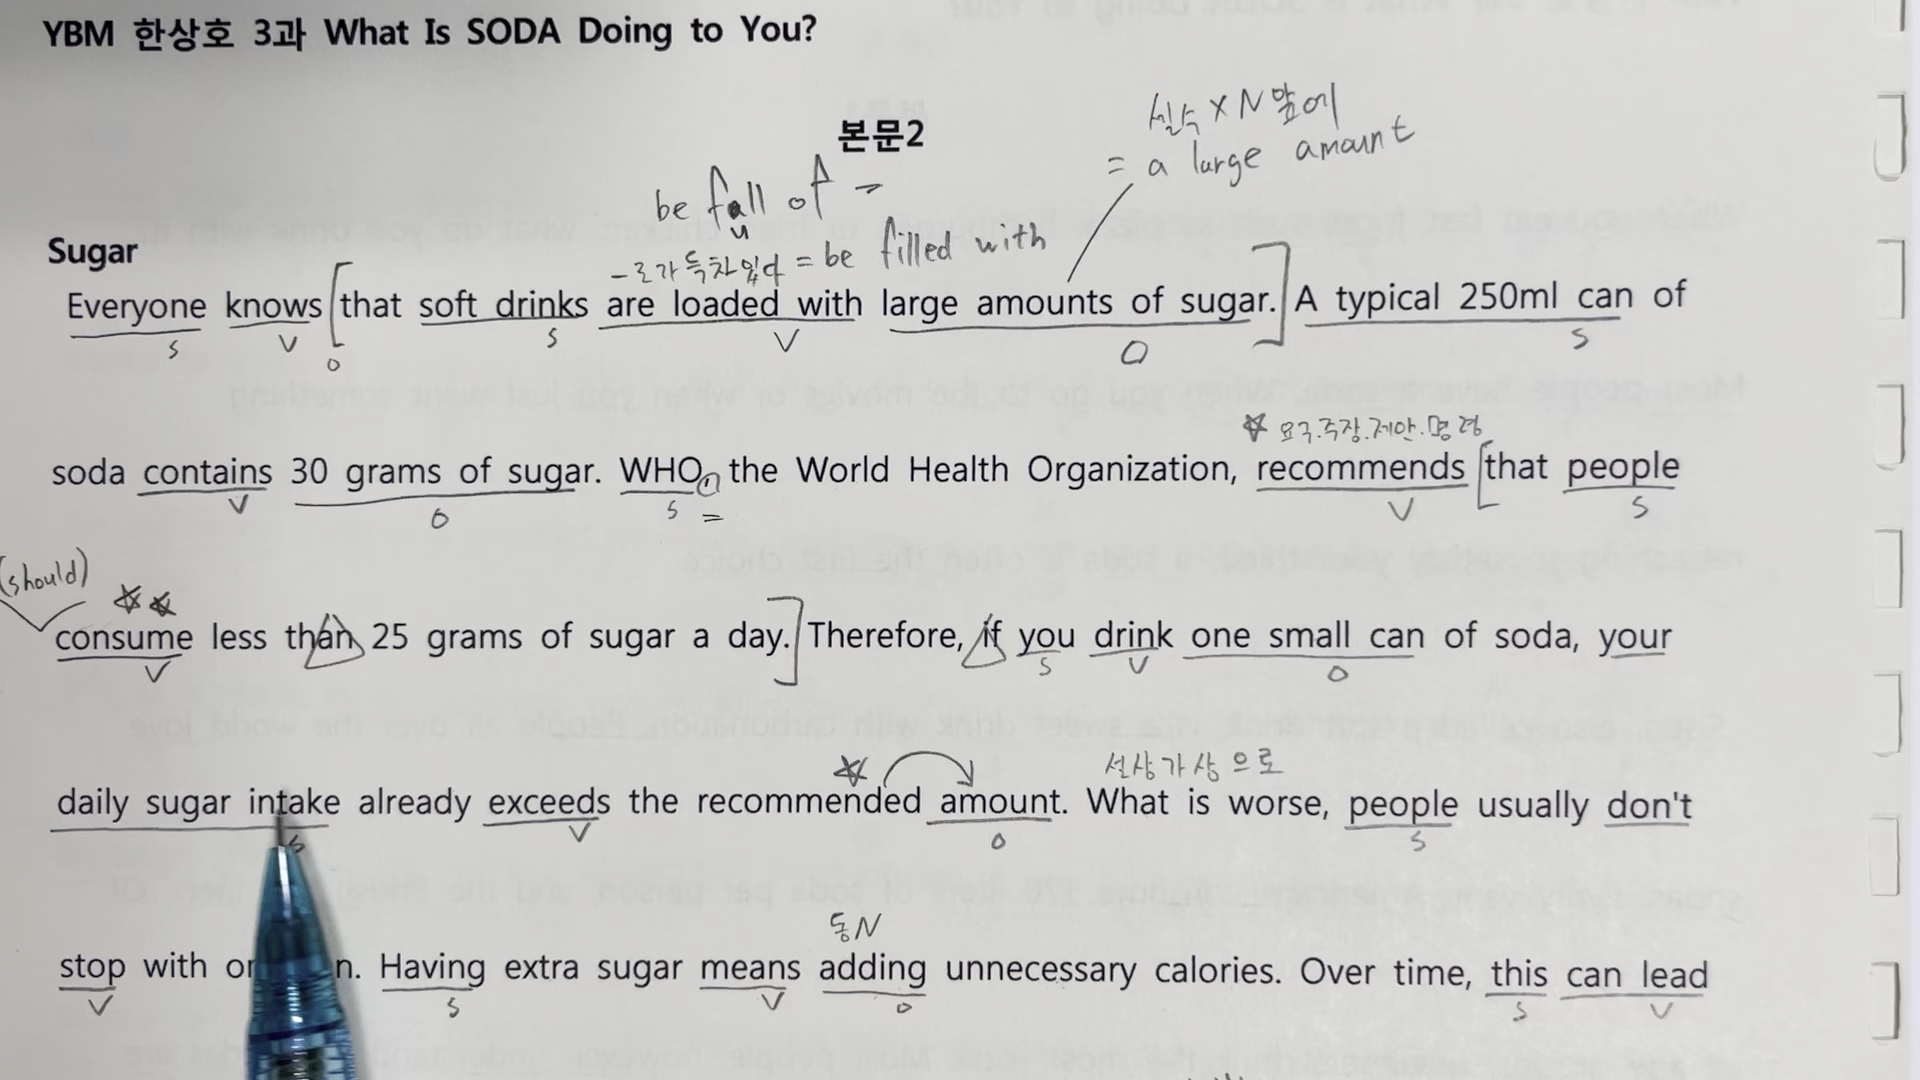 YBM 한상호 3과 What Is SODA Doing to You?
본문2
셀수 X N 앞에
= a large amount
be full of ~
-로 가득차있다 = be filled with
Sugar
Everyone knows [that soft drinks are loaded with large amounts of sugar.] A typical 250ml can of
S V O S V O S
☆ 요구.주장.제안.명령
soda contains 30 grams of sugar. WHO, the World Health Organization, recommends [that people
V O S = V S
(should)
☆☆
consume less than 25 grams of sugar a day.] Therefore, if you drink one small can of soda, your
V S V O
☆ 설상가상으로
daily sugar intake already exceeds the recommended amount. What is worse, people usually don't
S V O S
동N
stop with n. Having extra sugar means adding unnecessary calories. Over time, this can lead
V S V O S V